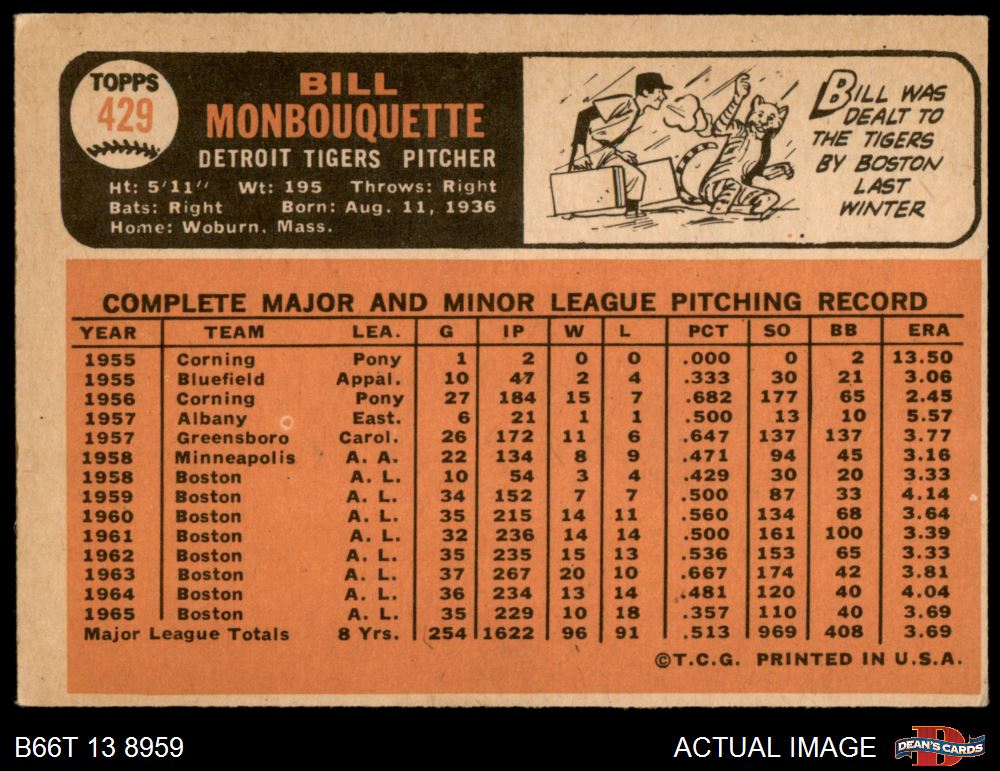 TOPPS
429
BILL
MONBOUQUETTE
DETROIT TIGERS PITCHER
Ht: 5'11" Wt: 195 Throws: Right
Bats: Right Born: Aug. 11, 1936
Home: Woburn, Mass.
BILL WAS
DEALT TO
THE TIGERS
BY BOSTON
LAST
WINTER
COMPLETE MAJOR AND MINOR LEAGUE PITCHING RECORD
YEAR TEAM LEA. G IP W L PCT SO BB ERA
1955 Corning Pony 1 2 0 0 .000 0 2 13.50
1955 Bluefield Appal. 10 47 2 4 .333 30 21 3.06
1956 Corning Pony 27 184 15 7 .682 177 65 2.45
1957 Albany East. 6 21 1 1 .500 13 10 5.57
1957 Greensboro Carol. 26 172 11 6 .647 137 137 3.77
1958 Minneapolis A. A. 22 134 8 9 .471 94 45 3.16
1958 Boston A. L. 10 54 3 4 .429 30 20 3.33
1959 Boston A. L. 34 152 7 7 .500 87 33 4.14
1960 Boston A. L. 35 215 14 11 .560 134 68 3.64
1961 Boston A. L. 32 236 14 14 .500 161 100 3.39
1962 Boston A. L. 35 235 15 13 .536 153 65 3.33
1963 Boston A. L. 37 267 20 10 .667 174 42 3.81
1964 Boston A. L. 36 234 13 14 .481 120 40 4.04
1965 Boston A. L. 35 229 10 18 .357 110 40 3.69
Major League Totals 8 Yrs. 254 1622 96 91 .513 969 408 3.69
©T.C.G. PRINTED IN U.S.A.
B66T 13 8959
ACTUAL IMAGE
D
DEAN'S CARDS